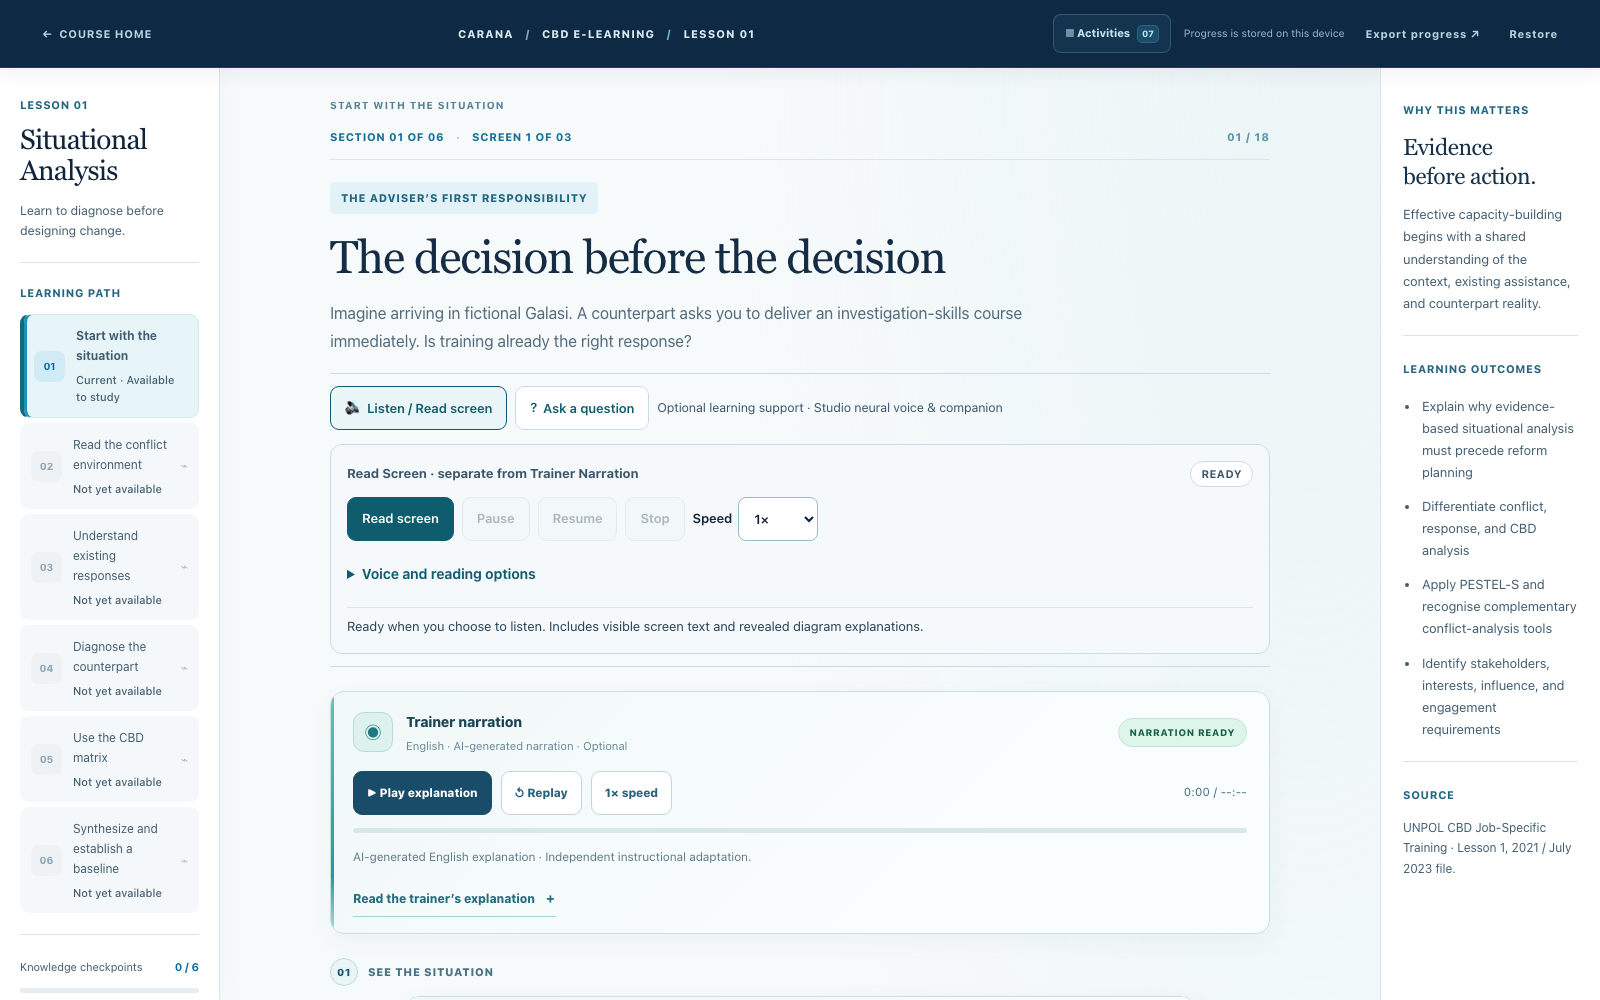 ← COURSE HOME
CARANA / CBD E-LEARNING / LESSON 01
Activities 07
Progress is stored on this device
Export progress ↗
Restore
LESSON 01
Situational
Analysis
Learn to diagnose before
designing change.
LEARNING PATH
01
Start with the
situation
Current · Available
to study
02
Read the conflict
environment
Not yet available
03
Understand
existing
responses
Not yet available
04
Diagnose the
counterpart
Not yet available
05
Use the CBD
matrix
Not yet available
06
Synthesize and
establish a
baseline
Not yet available
Knowledge checkpoints 0 / 6
START WITH THE SITUATION
SECTION 01 OF 06 · SCREEN 1 OF 03
01 / 18
THE ADVISER’S FIRST RESPONSIBILITY
The decision before the decision
Imagine arriving in fictional Galasi. A counterpart asks you to deliver an investigation-skills course
immediately. Is training already the right response?
Listen / Read screen
? Ask a question
Optional learning support · Studio neural voice & companion
Read Screen · separate from Trainer Narration
READY
Read screen
Pause
Resume
Stop
Speed
1×
Voice and reading options
Ready when you choose to listen. Includes visible screen text and revealed diagram explanations.
Trainer narration
English · AI-generated narration · Optional
NARRATION READY
▶ Play explanation
↺ Replay
1× speed
0:00 / --:--
AI-generated English explanation · Independent instructional adaptation.
Read the trainer’s explanation +
01 SEE THE SITUATION
WHY THIS MATTERS
Evidence
before action.
Effective capacity-building
begins with a shared
understanding of the
context, existing assistance,
and counterpart reality.
LEARNING OUTCOMES
• Explain why evidence-
based situational analysis
must precede reform
planning
• Differentiate conflict,
response, and CBD
analysis
• Apply PESTEL-S and
recognise complementary
conflict-analysis tools
• Identify stakeholders,
interests, influence, and
engagement
requirements
SOURCE
UNPOL CBD Job-Specific
Training · Lesson 1, 2021 / July
2023 file.